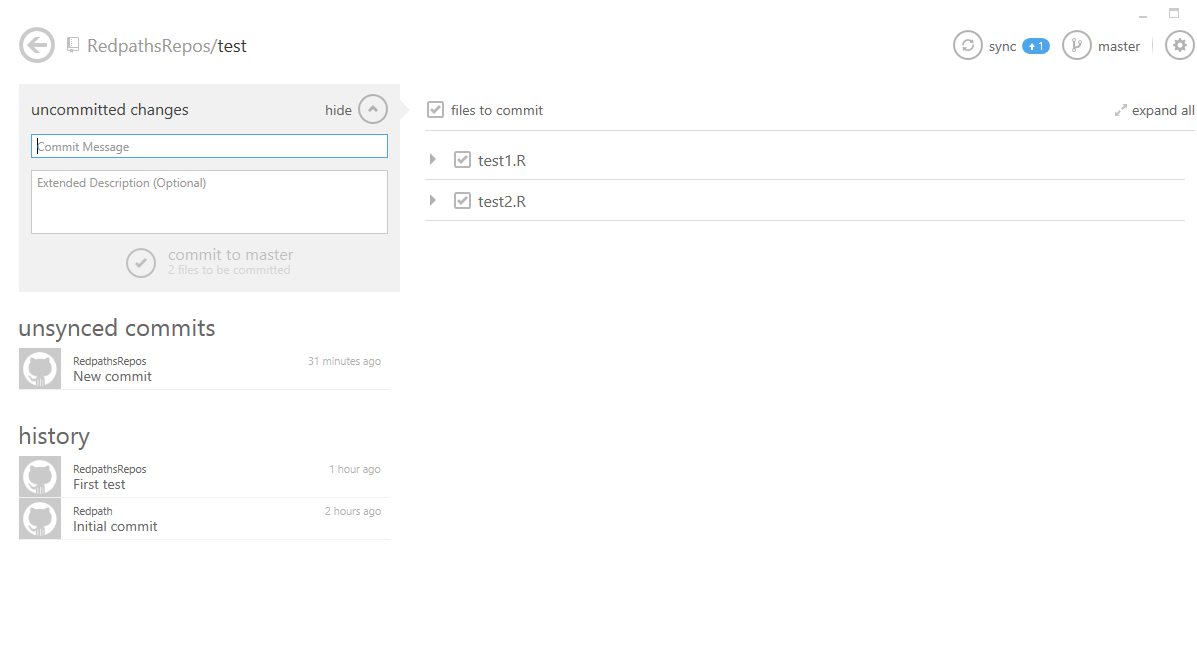 RedpathsRepos/test
sync 1 master
uncommitted changes
hide
Commit Message
Extended Description (Optional)
commit to master
2 files to be committed
files to commit
expand all
test1.R
test2.R
unsynced commits
RedpathsRepos
31 minutes ago
New commit
history
RedpathsRepos
1 hour ago
First test
Redpath
2 hours ago
Initial commit